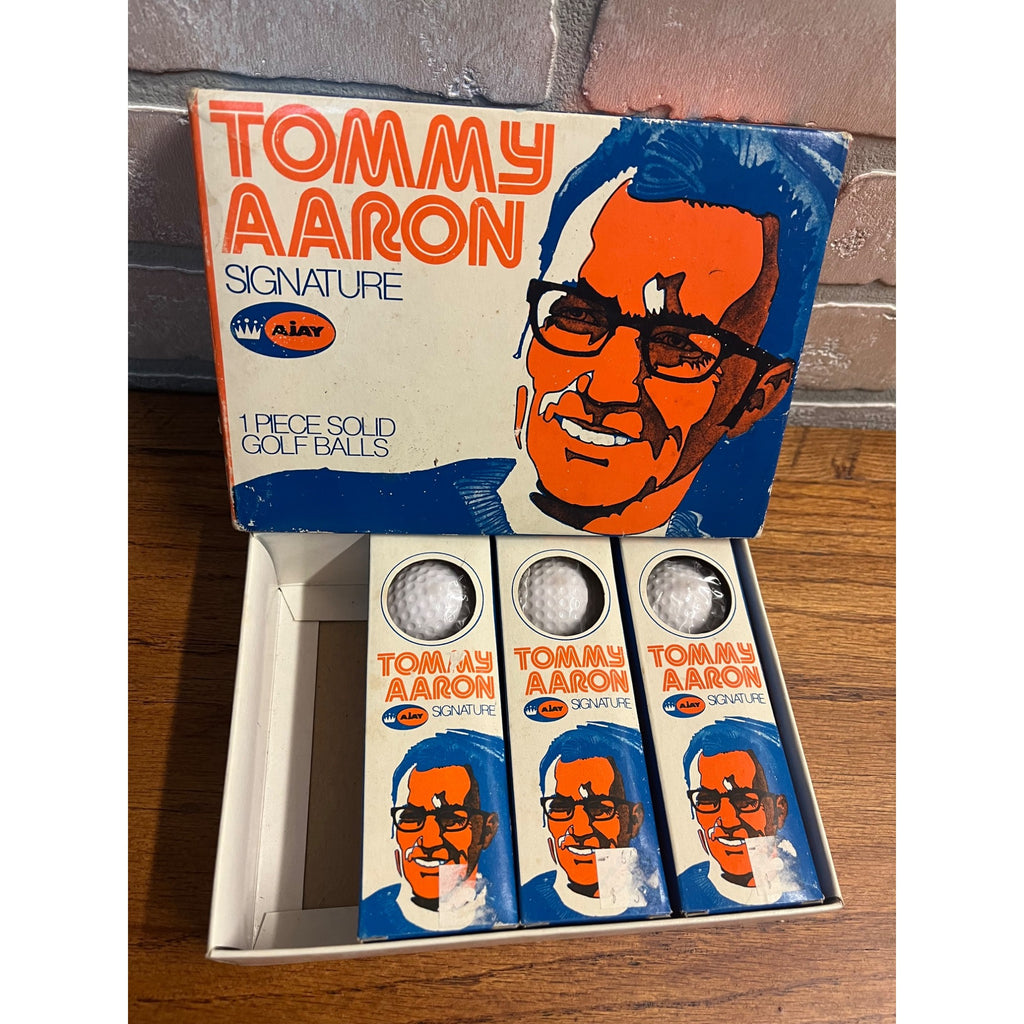 TOMMY
AARON
SIGNATURE
AJAY
1 PIECE SOLID
GOLF BALLS
TOMMY
AARON
AJAY SIGNATURE
TOMMY
AARON
AJAY SIGNATURE
TOMMY
AARON
AJAY SIGNATURE